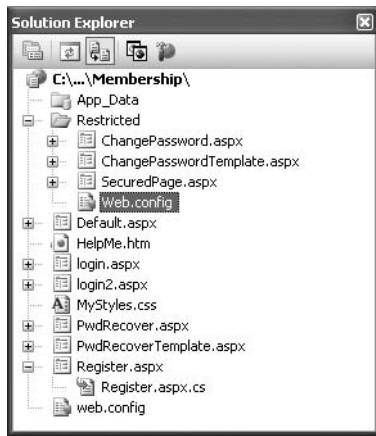 Solution Explorer
C:\...\Membership\
App_Data
Restricted
ChangePassword.aspx
ChangePasswordTemplate.aspx
SecuredPage.aspx
Web.config
Default.aspx
HelpMe.htm
login.aspx
login2.aspx
MyStyles.css
PwdRecover.aspx
PwdRecoverTemplate.aspx
Register.aspx
Register.aspx.cs
web.config